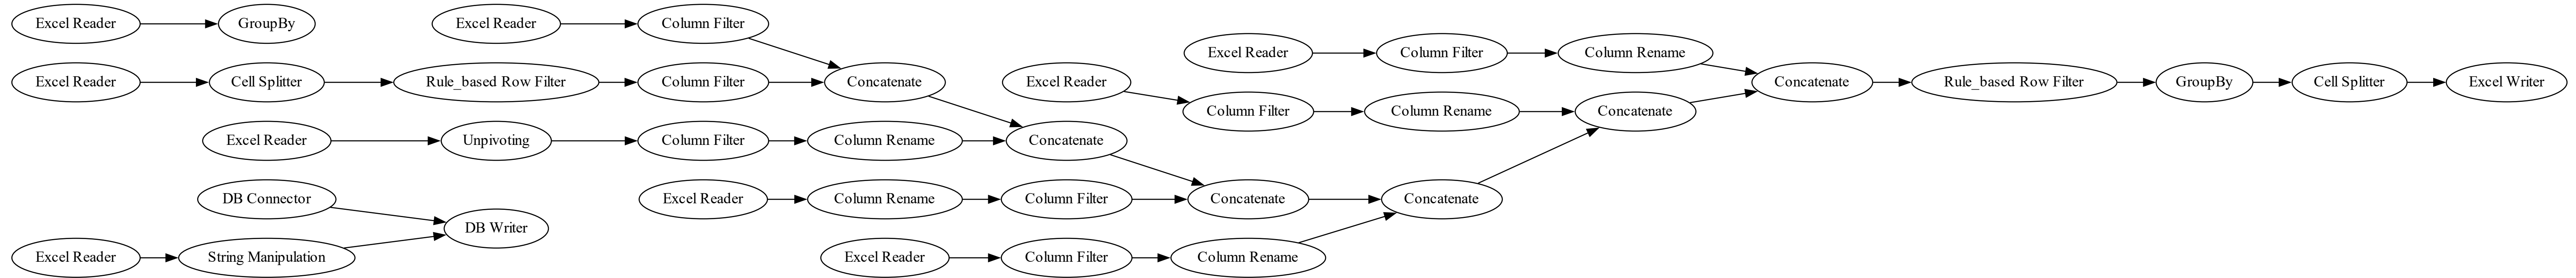 Excel Reader
GroupBy
Excel Reader
Column Filter
Excel Reader
Column Filter
Column Rename
Excel Reader
Cell Splitter
Rule_based Row Filter
Column Filter
Concatenate
Excel Reader
Concatenate
Rule_based Row Filter
GroupBy
Cell Splitter
Excel Writer
Column Filter
Column Rename
Concatenate
Excel Reader
Unpivoting
Column Filter
Column Rename
Concatenate
DB Connector
Excel Reader
Column Rename
Column Filter
Concatenate
Concatenate
DB Writer
Excel Reader
String Manipulation
Excel Reader
Column Filter
Column Rename